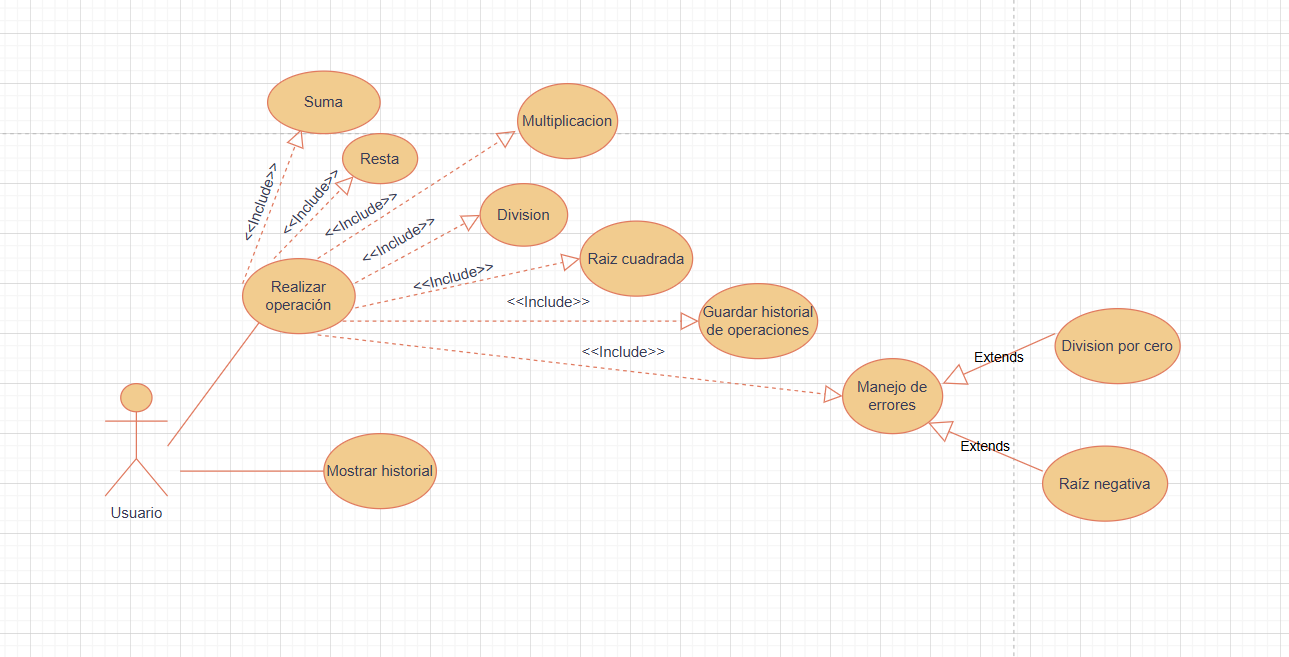 Suma
Multiplicacion
Resta
<<Include>>
<<Include>>
<<Include>>
Division
<<Include>>
Raiz cuadrada
<<Include>>
Realizar
operación
<<Include>>
Guardar historial
de operaciones
<<Include>>
Extends
Division por cero
Manejo de
errores
Extends
Mostrar historial
Raíz negativa
Usuario